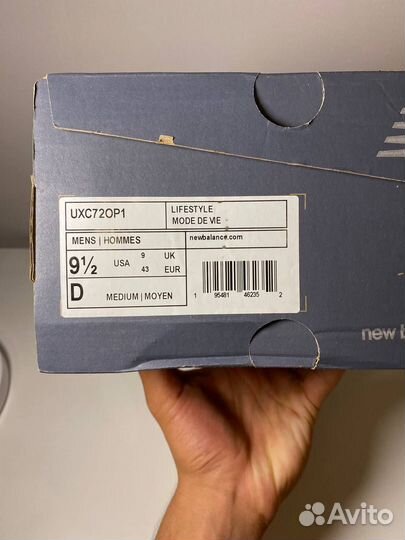 UXC72OP1
LIFESTYLE
MODE DE VIE
MENS | HOMMES
newbalance.com
9½ USA 9 UK
43 EUR
D MEDIUM | MOYEN
1 95481 46235 2
new b
Avito